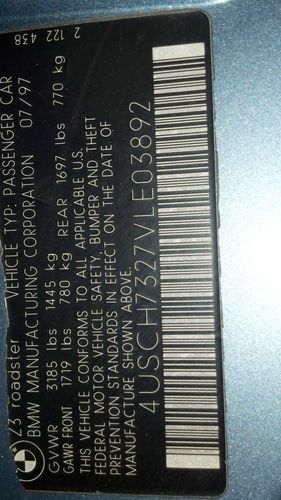 Z3 roadster VEHICLE TYP: PASSENGER CAR 2 122 438
BMW MANUFACTURING CORPORATION 07/97
GVWR 3185 lbs 1445 kg
GAWR FRONT 1719 lbs 780 kg REAR 1697 lbs 770 kg
THIS VEHICLE CONFORMS TO ALL APPLICABLE U.S.
FEDERAL MOTOR VEHICLE SAFETY, BUMPER AND THEFT
PREVENTION STANDARDS IN EFFECT ON THE DATE OF
MANUFACTURE SHOWN ABOVE.
4USCH7327VLE03892